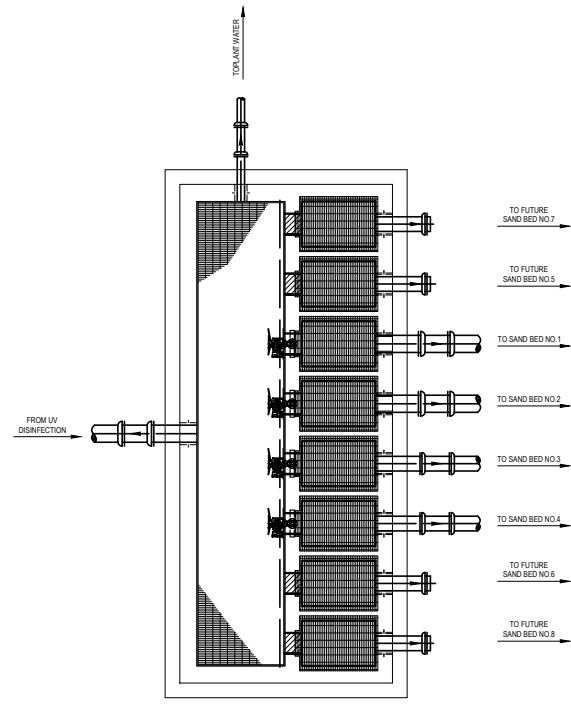 TOPLANT WATER
TO FUTURE
SAND BED NO.7
TO FUTURE
SAND BED NO.5
TO SAND BED NO.1
TO SAND BED NO.2
FROM UV
DISINFECTION
TO SAND BED NO.3
TO SAND BED NO.4
TO FUTURE
SAND BED NO.6
TO FUTURE
SAND BED NO.8